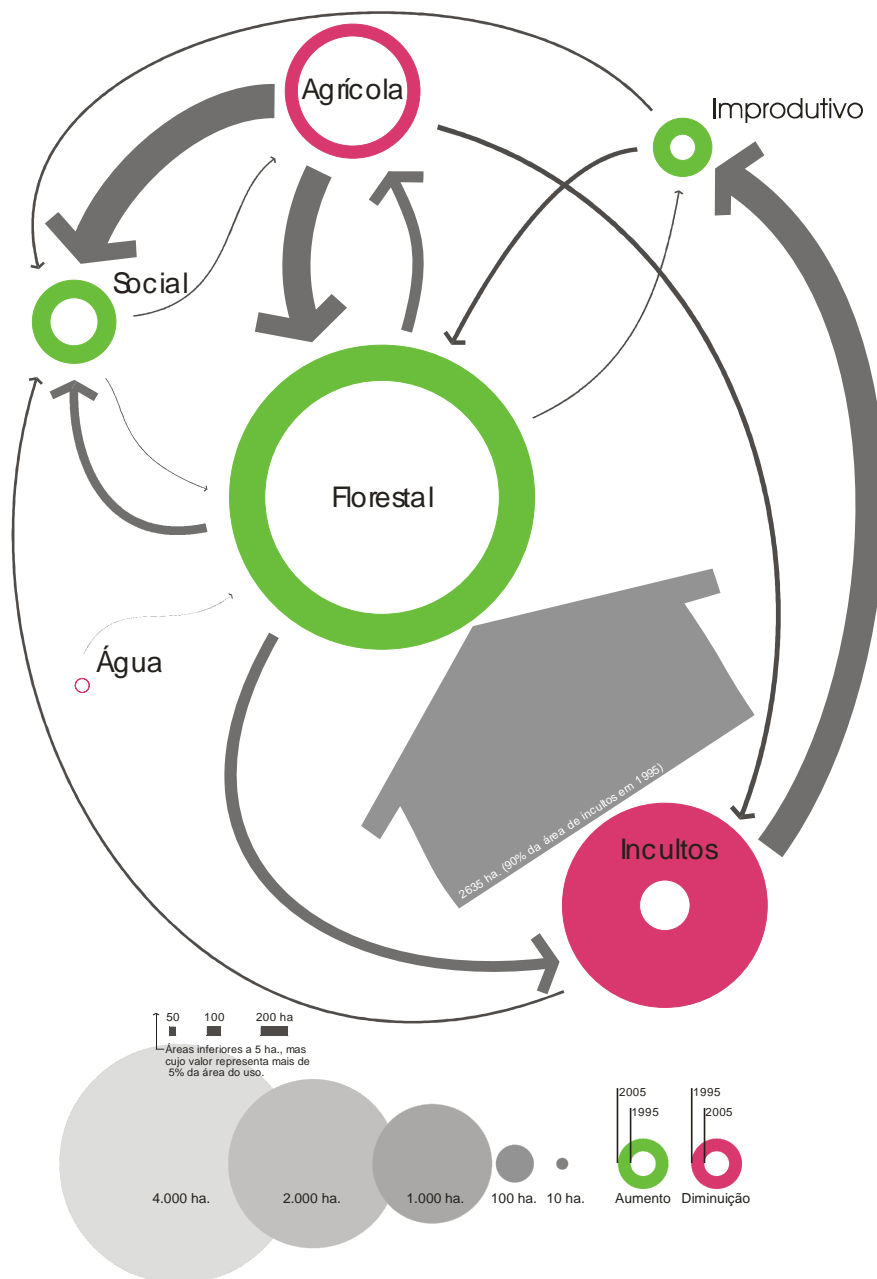 Agrícola
Improdutivo
Social
Florestal
Água
2635 ha. (90% da área de incultos em 1995)
Incultos
50 100 200 ha
Áreas inferiores a 5 ha., mas
cujo valor representa mais de
5% da área do uso.
2005 1995
1995 2005
4.000 ha. 2.000 ha. 1.000 ha. 100 ha. 10 ha. Aumento Diminuição